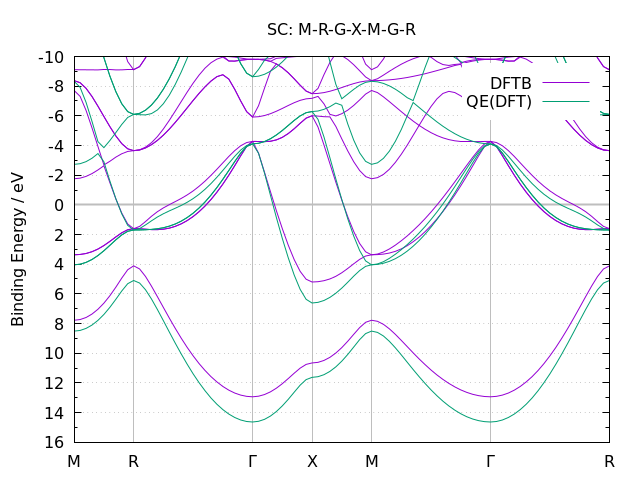 SC: M-R-G-X-M-G-R
-10
-8
-6
-4
-2
0
2
4
6
8
10
12
14
16
Binding Energy / eV
DFTB
QE(DFT)
M R Γ X M Γ R